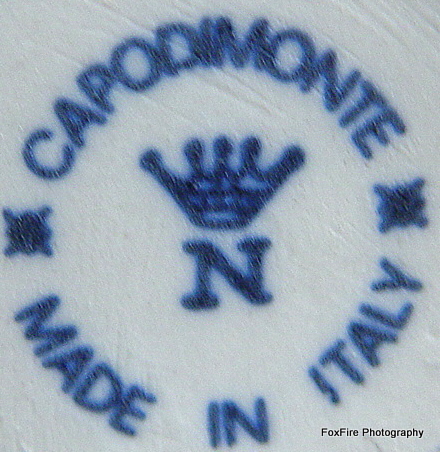 CAPODIMONTE
N
MADE IN ITALY
FoxFire Photography